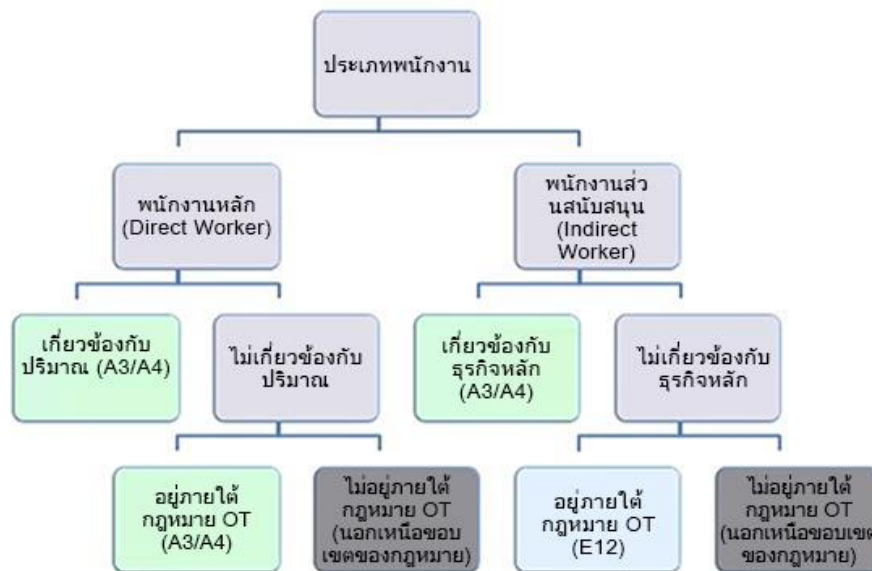 ประเภทพนักงาน
พนักงานหลัก
(Direct Worker)
พนักงานส่ว
นสนับสนุน
(Indirect
Worker)
เกี่ยวข้องกับ
ปริมาณ (A3/A4)
ไม่เกี่ยวข้องกับ
ปริมาณ
เกี่ยวข้องกับ
ธุรกิจหลัก
(A3/A4)
ไม่เกี่ยวข้องกับ
ธุรกิจหลัก
อยู่ภายใต้
กฎหมาย OT
(A3/A4)
ไม่อยู่ภายใต้
กฎหมาย OT
(นอกเหนือขอบ
เขตของกฎหมาย)
อยู่ภายใต้
กฎหมาย OT
(E12)
ไม่อยู่ภายใต้
กฎหมาย OT
(นอกเหนือขอบเขต
ของกฎหมาย)